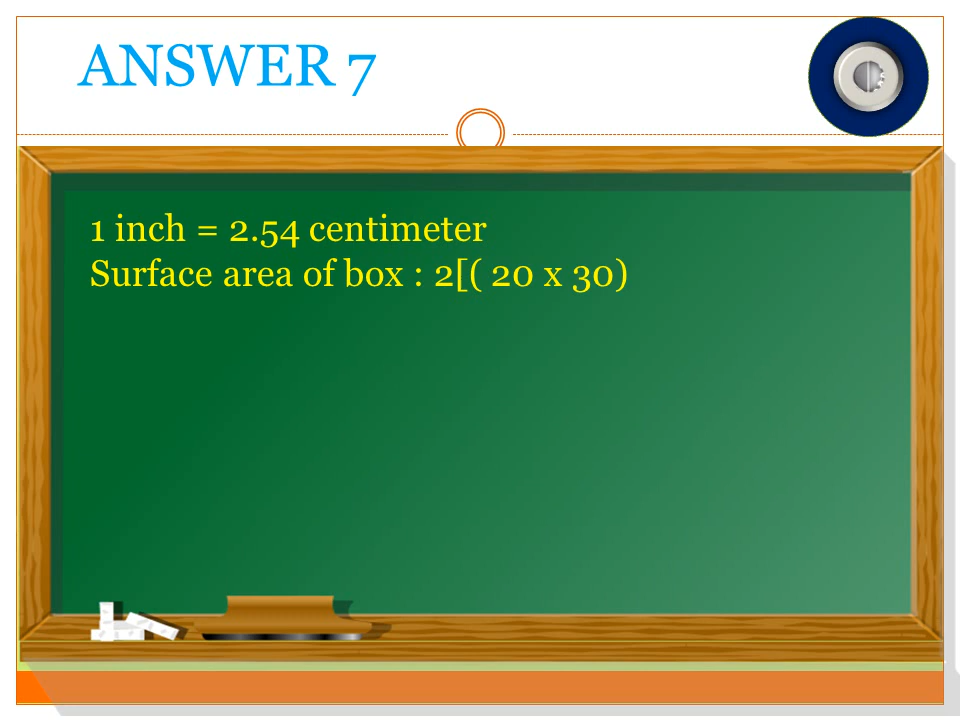 ANSWER 7
1 inch = 2.54 centimeter
Surface area of box : 2[( 20 x 30)